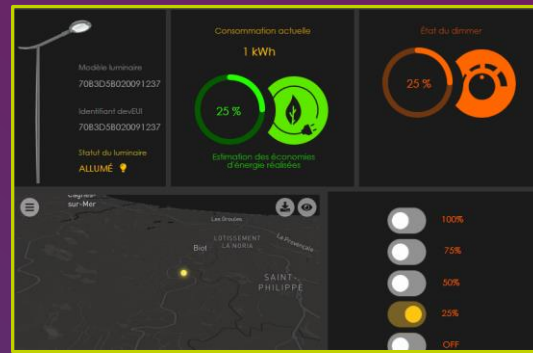 Modèle luminaire
70B3D5B020091237
Identifiant devEUI
70B3D5B020091237
Statut du luminaire
ALLUMÉ
Consommation actuelle
1 kWh
25 %
Estimation des économies
d'énergie réalisées
État du dimmer
25 %
Cagnes-
sur-Mer
Les Groules
LOTISSEMENT
LA NORIA
La Provençale
Biot
SAINT-
PHILIPPE
100%
75%
50%
25%
OFF